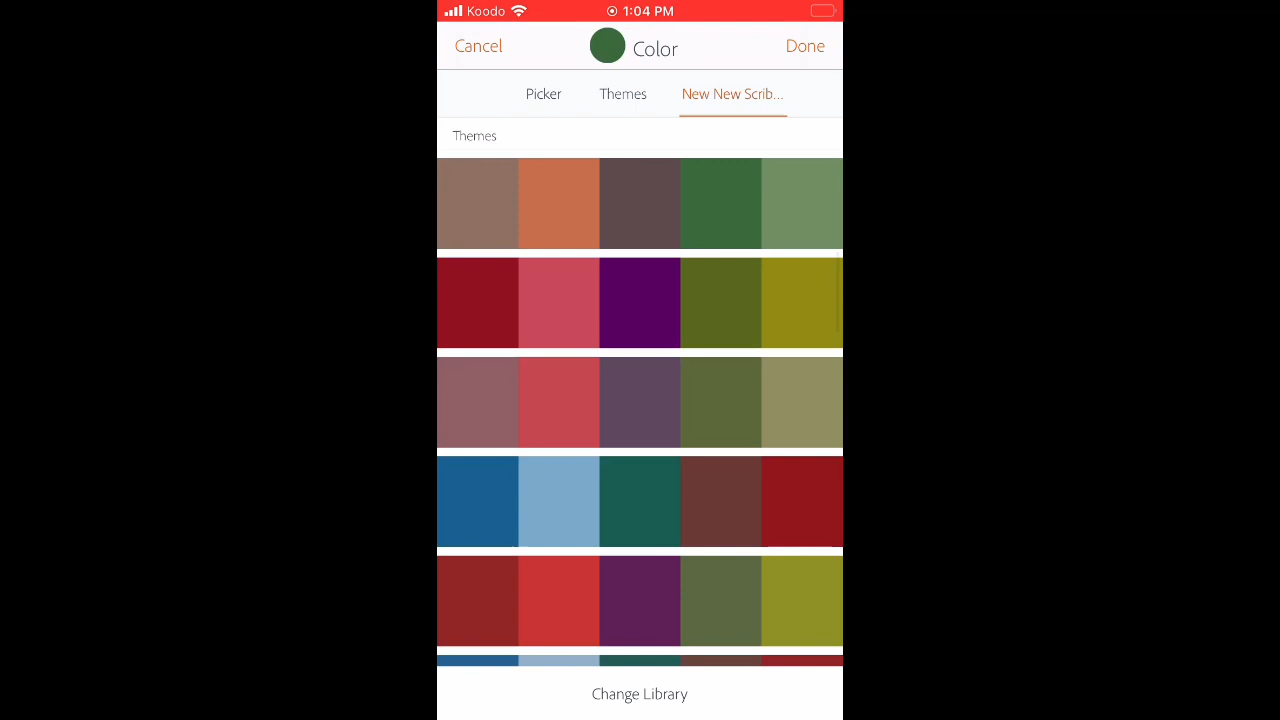 Koodo 1:04 PM
Cancel Color Done
Picker Themes New New Scrib...
Themes
Change Library